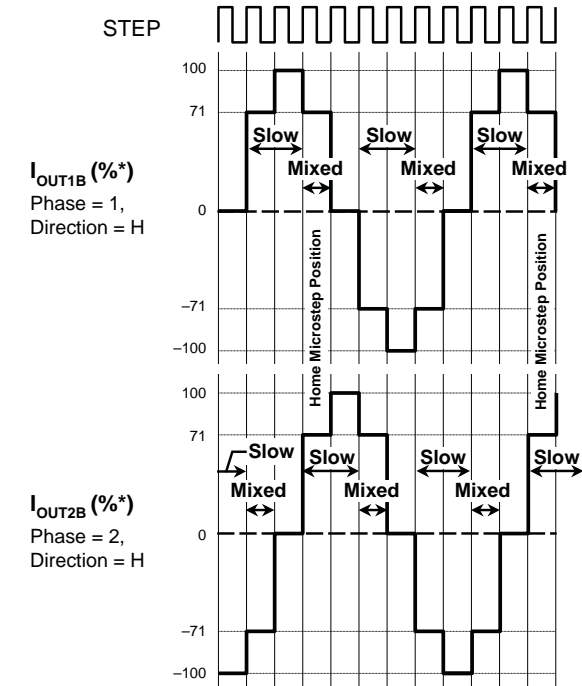 STEP
100
71
Slow Slow Slow
Mixed Mixed Mixed
I_OUT1B (%*)
Phase = 1,
Direction = H
0
–71
–100
Home Microstep Position
Home Microstep Position
100
71
Slow Slow Slow Slow
Mixed Mixed Mixed
I_OUT2B (%*)
Phase = 2,
Direction = H
0
–71
–100